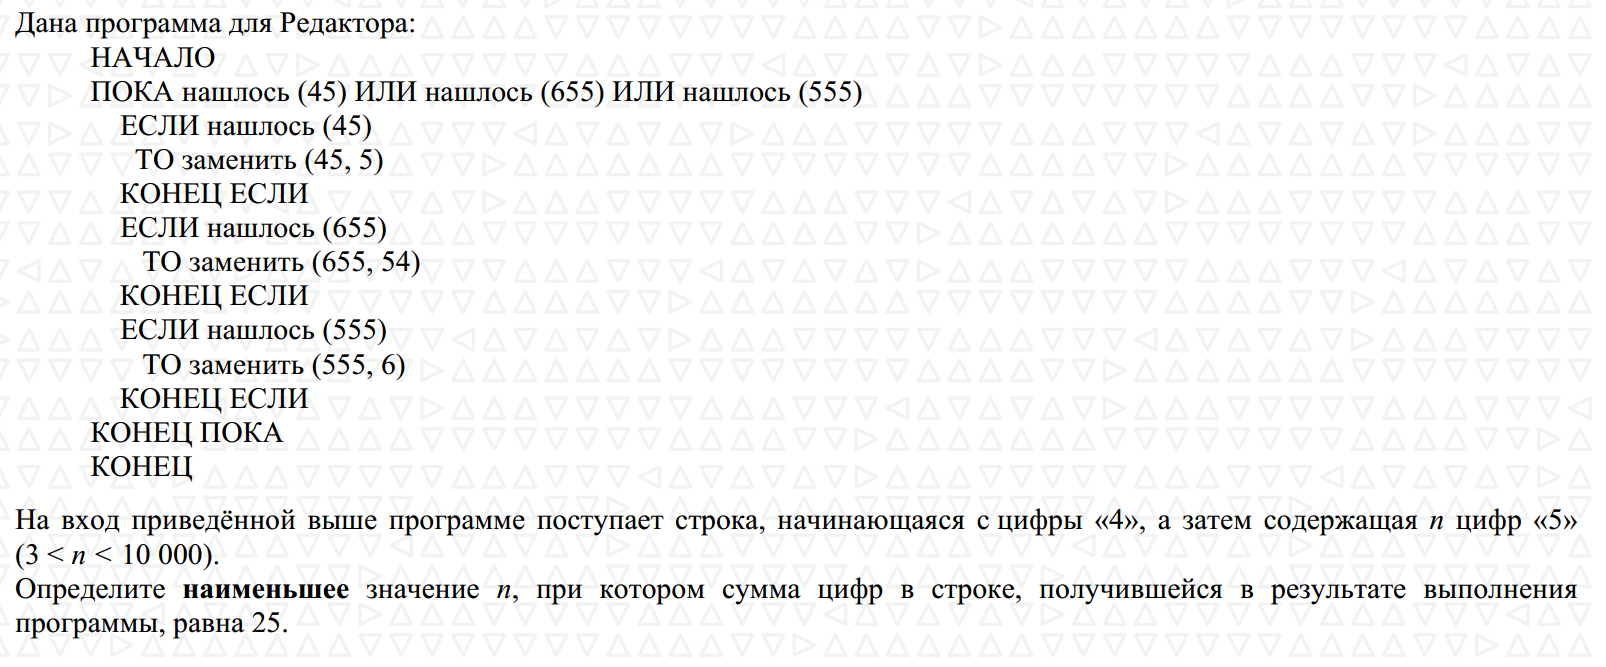 Дана программа для Редактора:
НАЧАЛО
ПОКА нашлось (45) ИЛИ нашлось (655) ИЛИ нашлось (555)
ЕСЛИ нашлось (45)
ТО заменить (45, 5)
КОНЕЦ ЕСЛИ
ЕСЛИ нашлось (655)
ТО заменить (655, 54)
КОНЕЦ ЕСЛИ
ЕСЛИ нашлось (555)
ТО заменить (555, 6)
КОНЕЦ ЕСЛИ
КОНЕЦ ПОКА
КОНЕЦ
На вход приведённой выше программе поступает строка, начинающаяся с цифры «4», а затем содержащая n цифр «5»
(3 < n < 10 000).
Определите наименьшее значение n, при котором сумма цифр в строке, получившейся в результате выполнения
программы, равна 25.